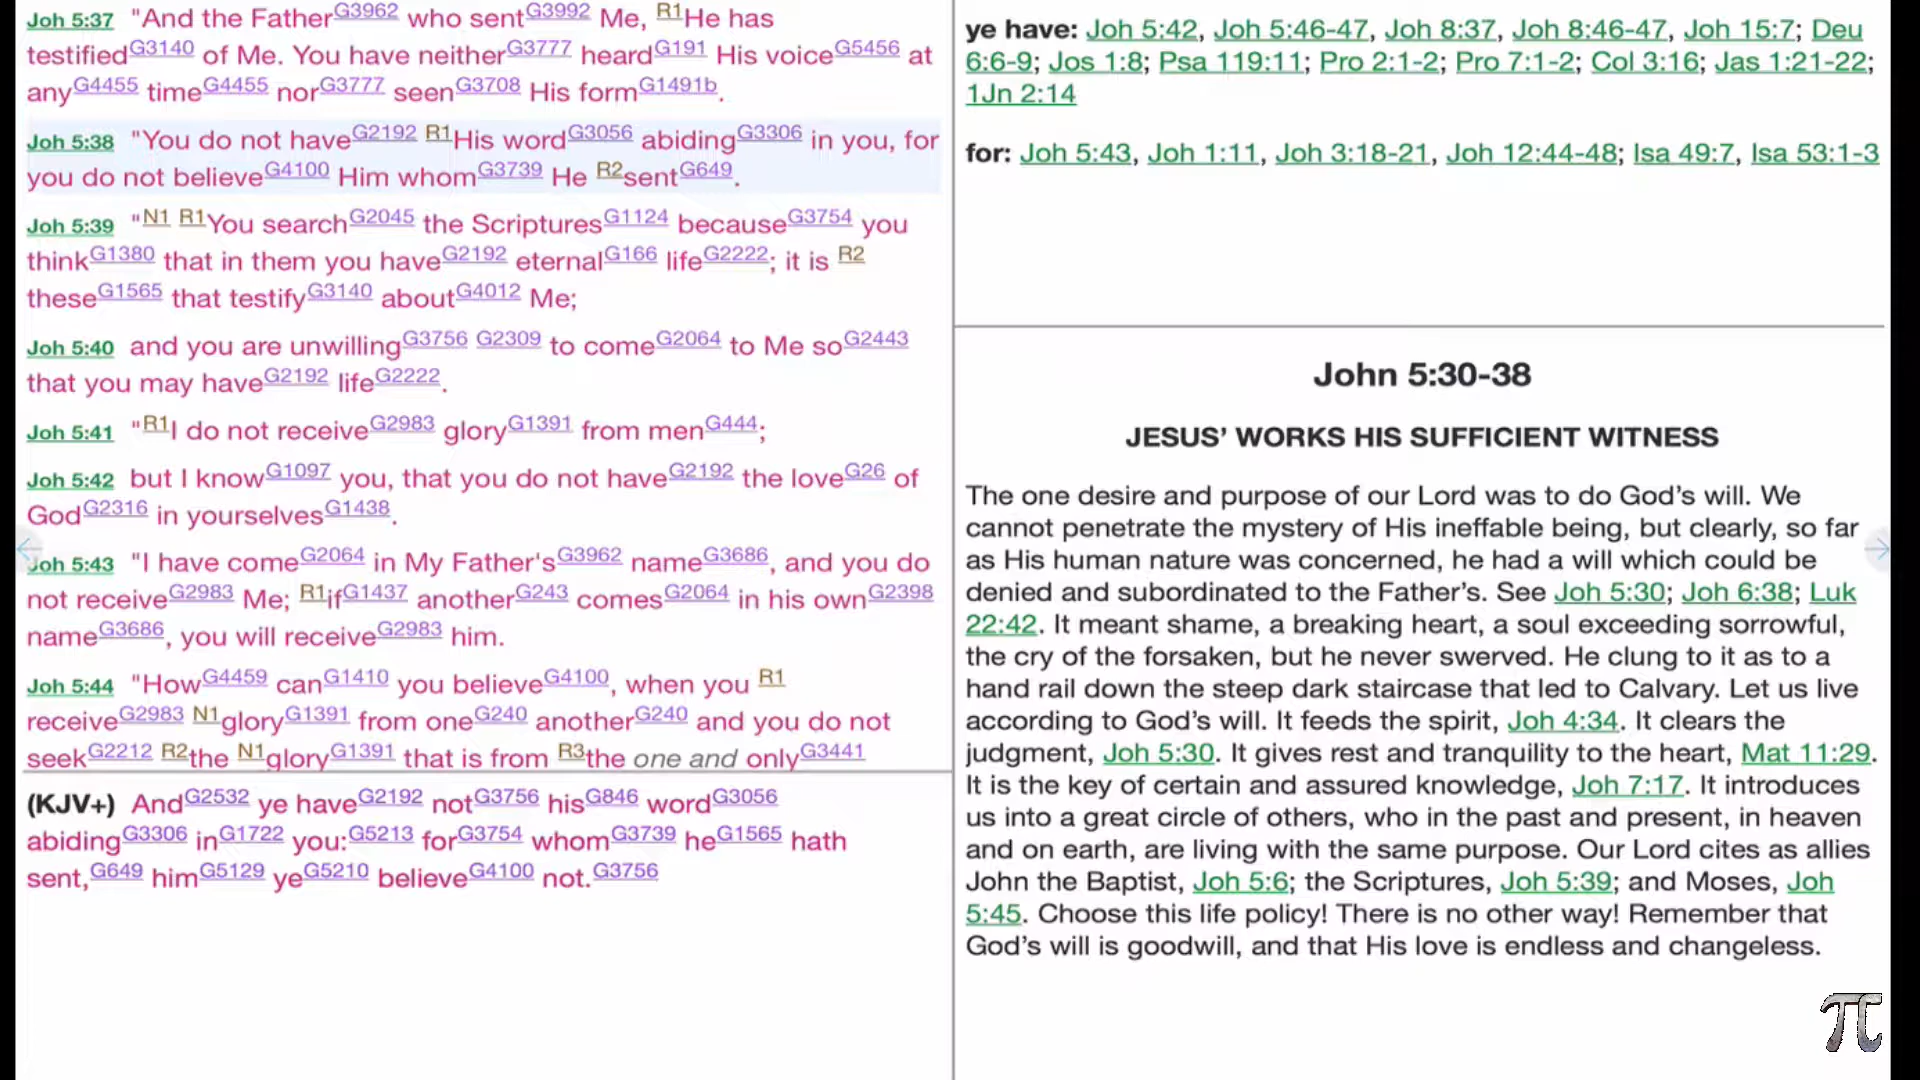 Joh 5:37 "And the FatherG3962 who sentG3992 Me, R1He has
testifiedG3140 of Me. You have neitherG3777 heardG191 His voiceG5456 at
anyG4455 timeG4455 norG3777 seenG3708 His formG1491b.
Joh 5:38 "You do not haveG2192 R1His wordG3056 abidingG3306 in you, for
you do not believeG4100 Him whomG3739 He R2sentG649.
Joh 5:39 "N1 R1You searchG2045 the ScripturesG1124 becauseG3754 you
thinkG1380 that in them you haveG2192 eternalG166 lifeG2222; it is R2
theseG1565 that testifyG3140 aboutG4012 Me;
Joh 5:40 and you are unwillingG3756 G2309 to comeG2064 to Me soG2443
that you may haveG2192 lifeG2222.
Joh 5:41 "R1I do not receiveG2983 gloryG1391 from menG444;
Joh 5:42 but I knowG1097 you, that you do not haveG2192 the loveG26 of
GodG2316 in yourselvesG1438.
Joh 5:43 "I have comeG2064 in My Father'sG3962 nameG3686, and you do
not receiveG2983 Me; R1ifG1437 anotherG243 comesG2064 in his ownG2398
nameG3686, you will receiveG2983 him.
Joh 5:44 "HowG4459 canG1410 you believeG4100, when you R1
receiveG2983 N1gloryG1391 from oneG240 anotherG240 and you do not
seekG2212 R2the N1gloryG1391 that is from R3the one and onlyG3441
(KJV+) AndG2532 ye haveG2192 notG3756 hisG846 wordG3056
abidingG3306 inG1722 you:G5213 forG3754 whomG3739 heG1565 hath
sent,G649 himG5129 yeG5210 believeG4100 not.G3756
ye have: Joh 5:42, Joh 5:46-47, Joh 8:37, Joh 8:46-47, Joh 15:7; Deu
6:6-9; Jos 1:8; Psa 119:11; Pro 2:1-2; Pro 7:1-2; Col 3:16; Jas 1:21-22;
1Jn 2:14
for: Joh 5:43, Joh 1:11, Joh 3:18-21, Joh 12:44-48; Isa 49:7, Isa 53:1-3
John 5:30-38
JESUS’ WORKS HIS SUFFICIENT WITNESS
The one desire and purpose of our Lord was to do God’s will. We
cannot penetrate the mystery of His ineffable being, but clearly, so far
as His human nature was concerned, he had a will which could be
denied and subordinated to the Father’s. See Joh 5:30; Joh 6:38; Luk
22:42. It meant shame, a breaking heart, a soul exceeding sorrowful,
the cry of the forsaken, but he never swerved. He clung to it as to a
hand rail down the steep dark staircase that led to Calvary. Let us live
according to God’s will. It feeds the spirit, Joh 4:34. It clears the
judgment, Joh 5:30. It gives rest and tranquility to the heart, Mat 11:29.
It is the key of certain and assured knowledge, Joh 7:17. It introduces
us into a great circle of others, who in the past and present, in heaven
and on earth, are living with the same purpose. Our Lord cites as allies
John the Baptist, Joh 5:6; the Scriptures, Joh 5:39; and Moses, Joh
5:45. Choose this life policy! There is no other way! Remember that
God’s will is goodwill, and that His love is endless and changeless.
π